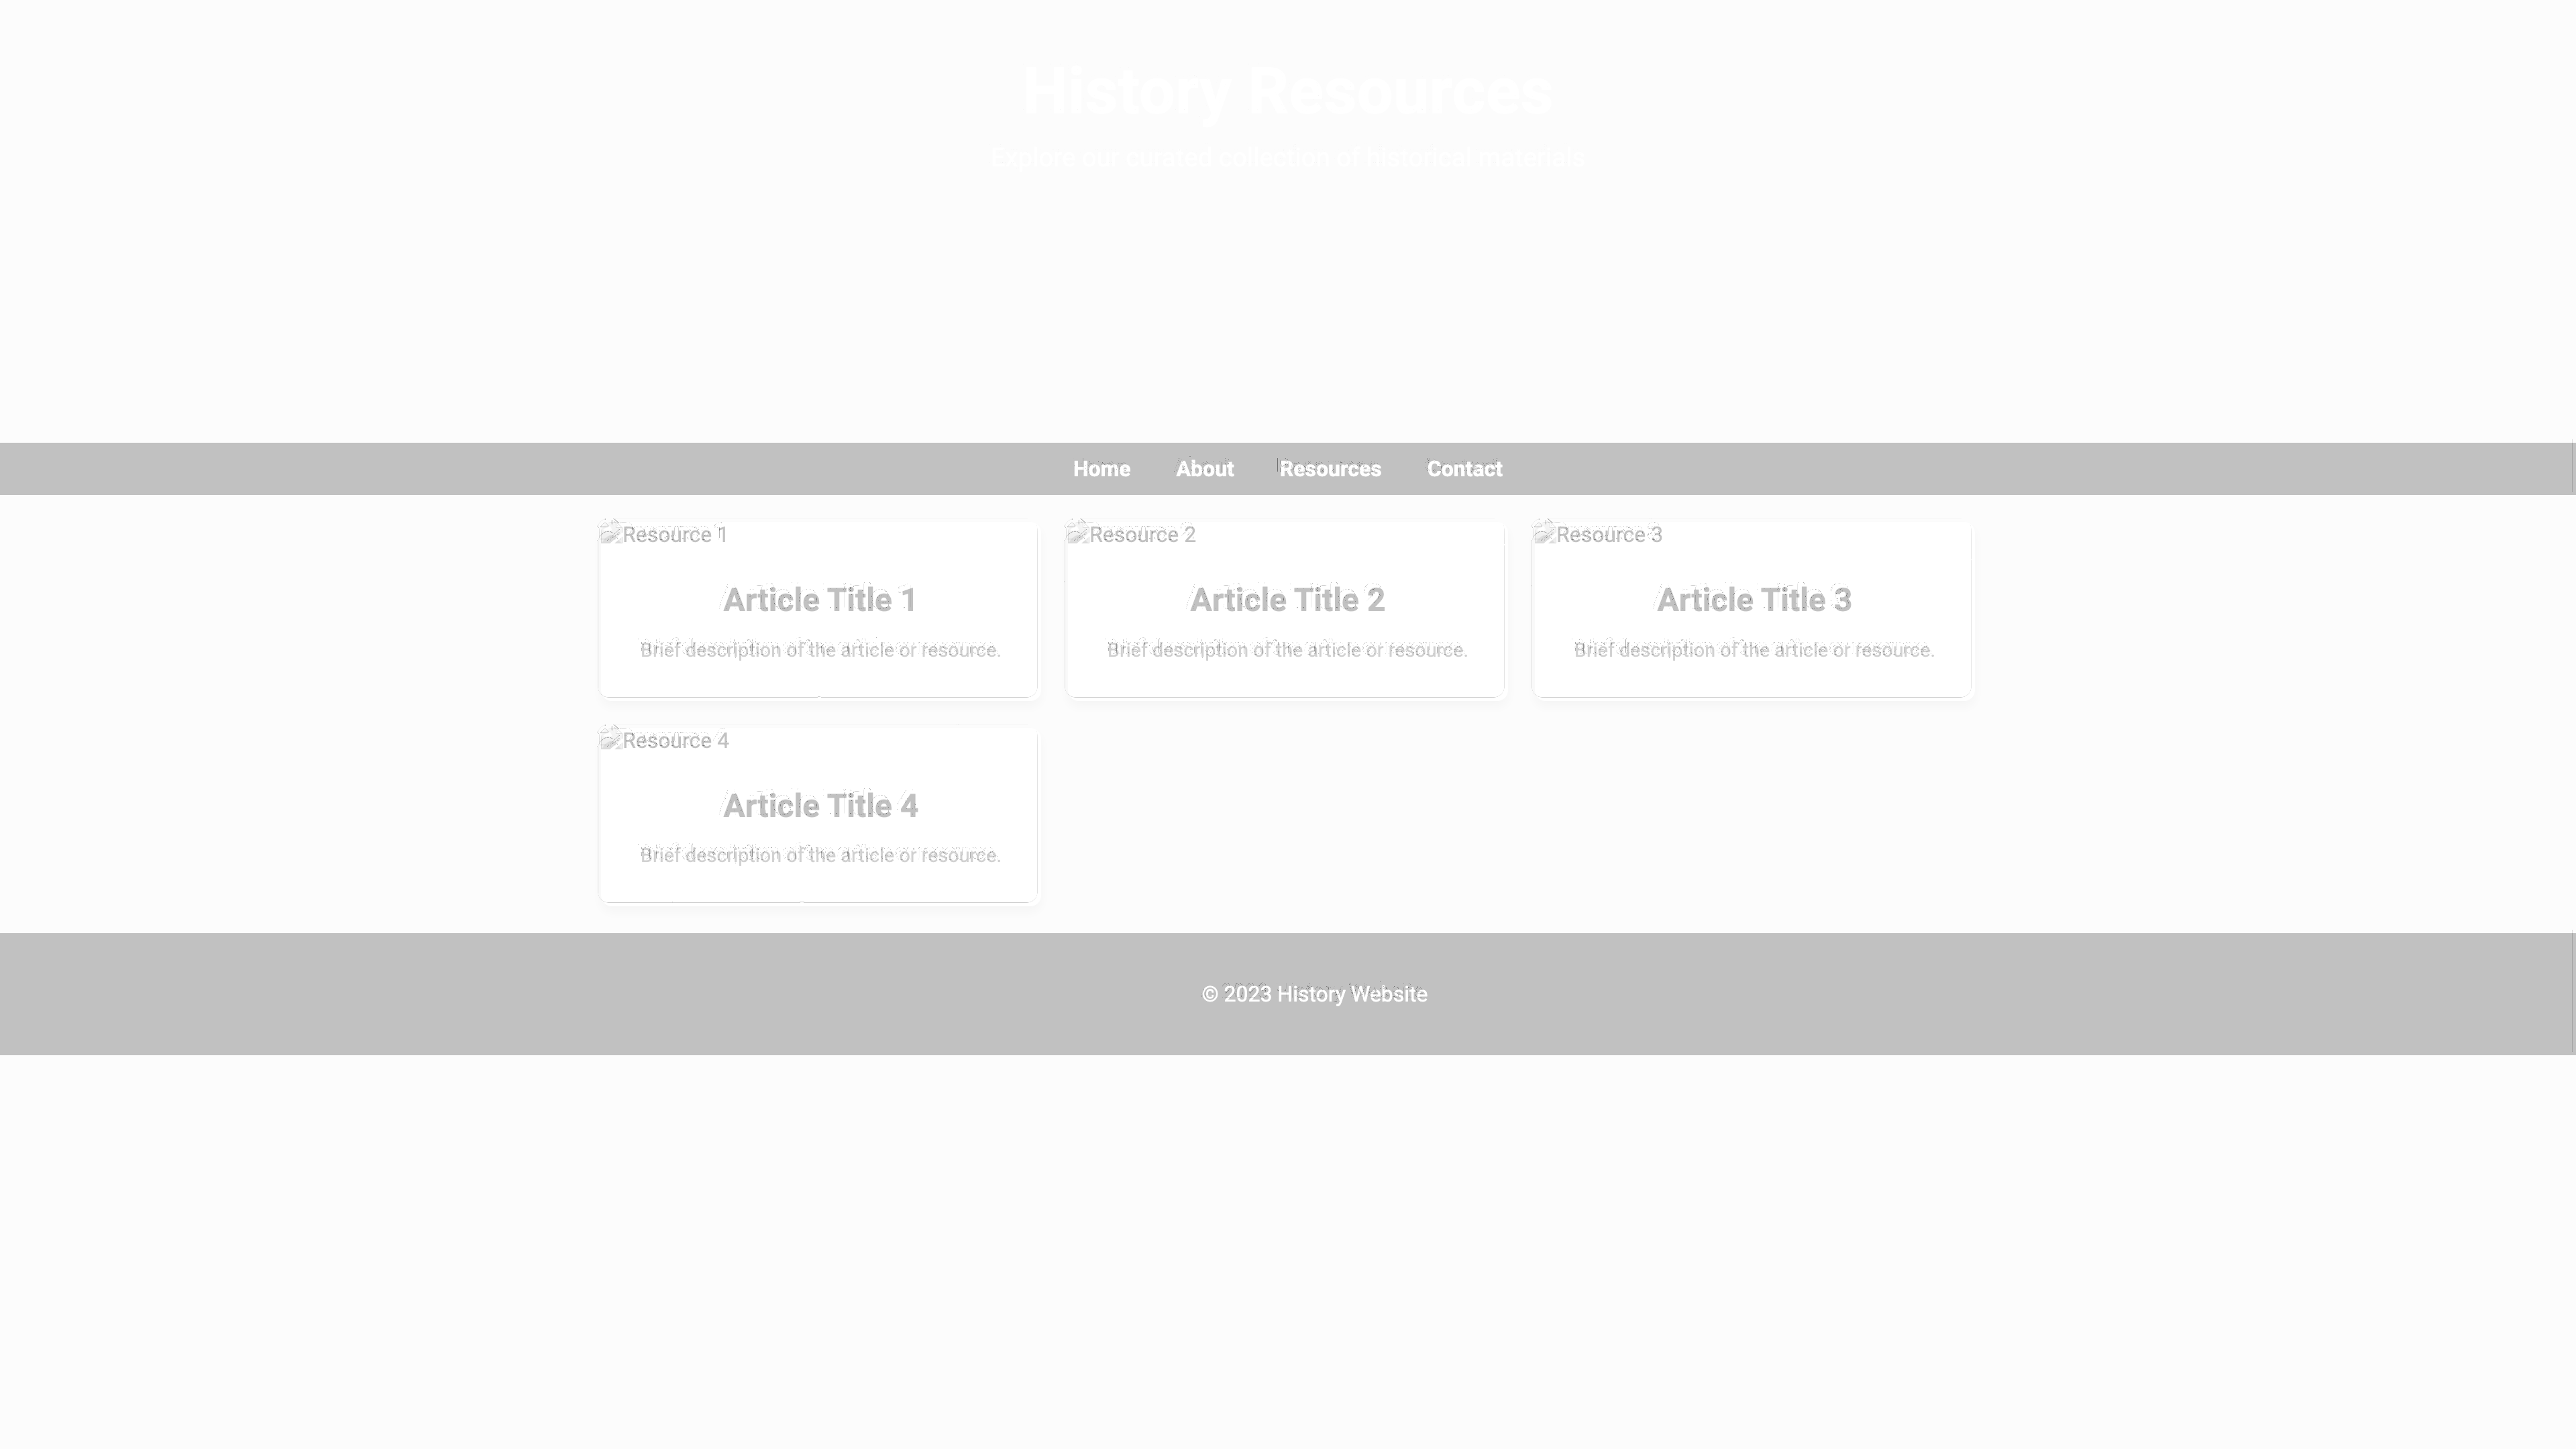 History Resources
Explore our curated collection of historical materials
Home About Resources Contact
Resource 1 Resource 2 Resource 3
Article Title 1 Article Title 2 Article Title 3
Brief description of the article or resource. Brief description of the article or resource. Brief description of the article or resource.
Resource 4
Article Title 4
Brief description of the article or resource.
© 2023 History Website